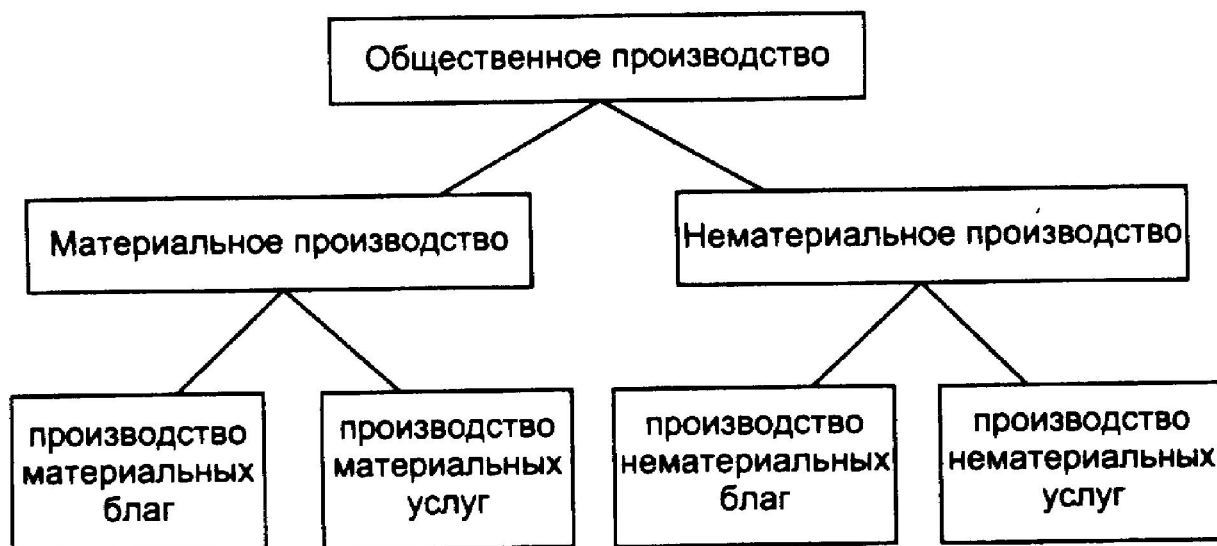 Общественное производство
Материальное производство
Нематериальное производство
производство
материальных
благ
производство
материальных
услуг
производство
нематериальных
благ
производство
нематериальных
услуг